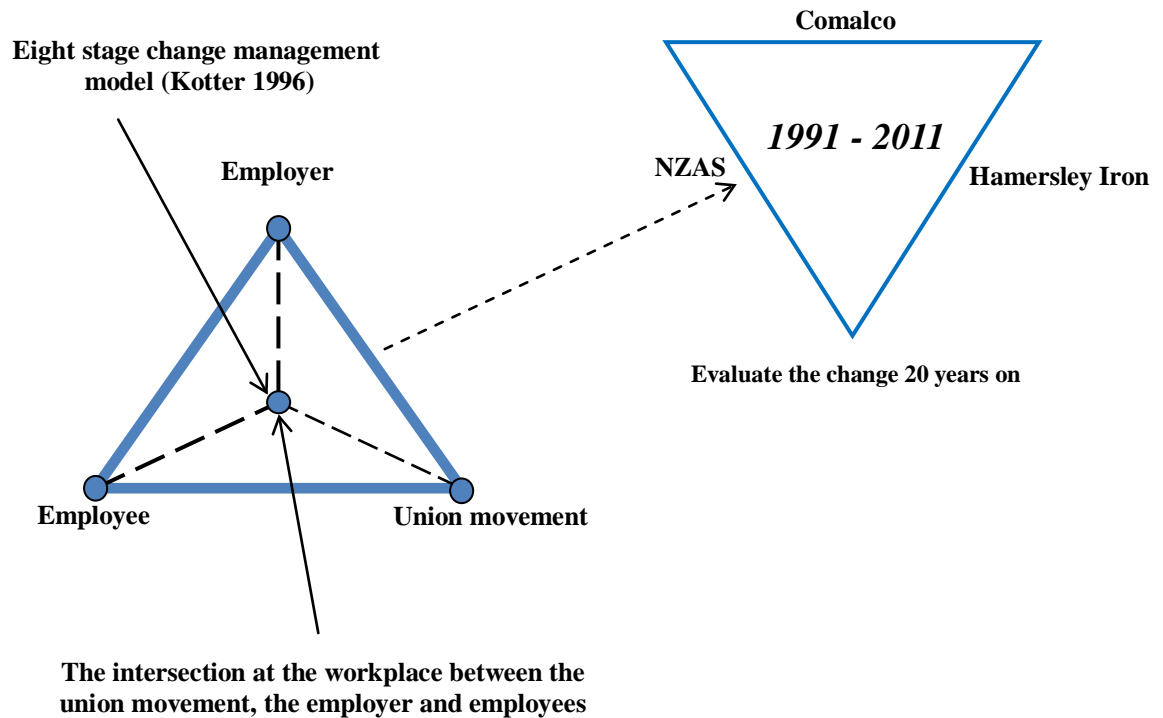 Eight stage change management
model (Kotter 1996)
Employer
Employee
Union movement
The intersection at the workplace between the
union movement, the employer and employees
Comalco
1991 - 2011
NZAS
Hamersley Iron
Evaluate the change 20 years on